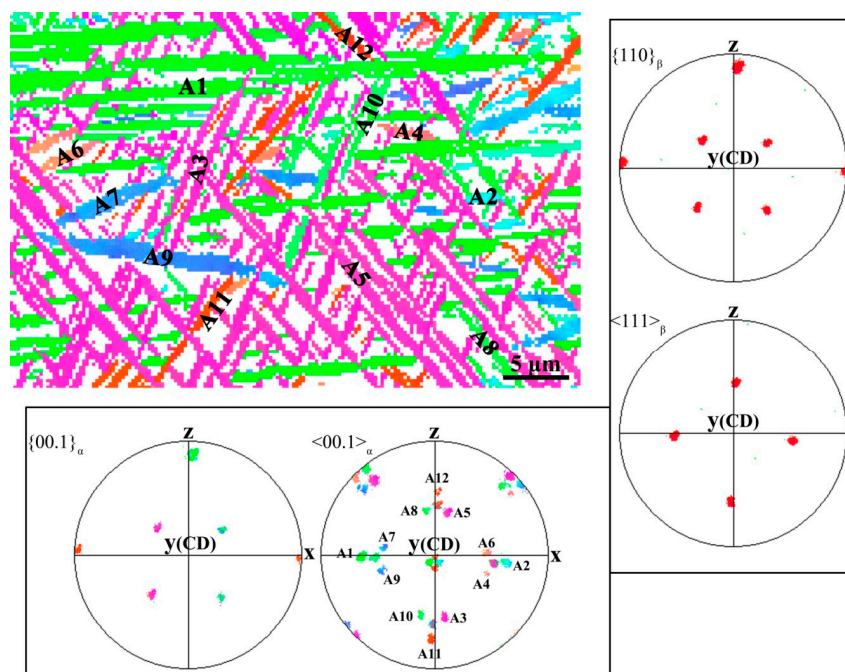 A12
A1
A10
A4
A6
A3
A7
A2
A9
A5
A11
A8
5 µm
{110}β
z
y(CD)
<111>β
z
y(CD)
{00.1}α
z
y(CD)
x
<00.1>α
z
A12
A8
A5
A7
y(CD)
A6
A1
x
A2
A9
A4
A10
A3
A11